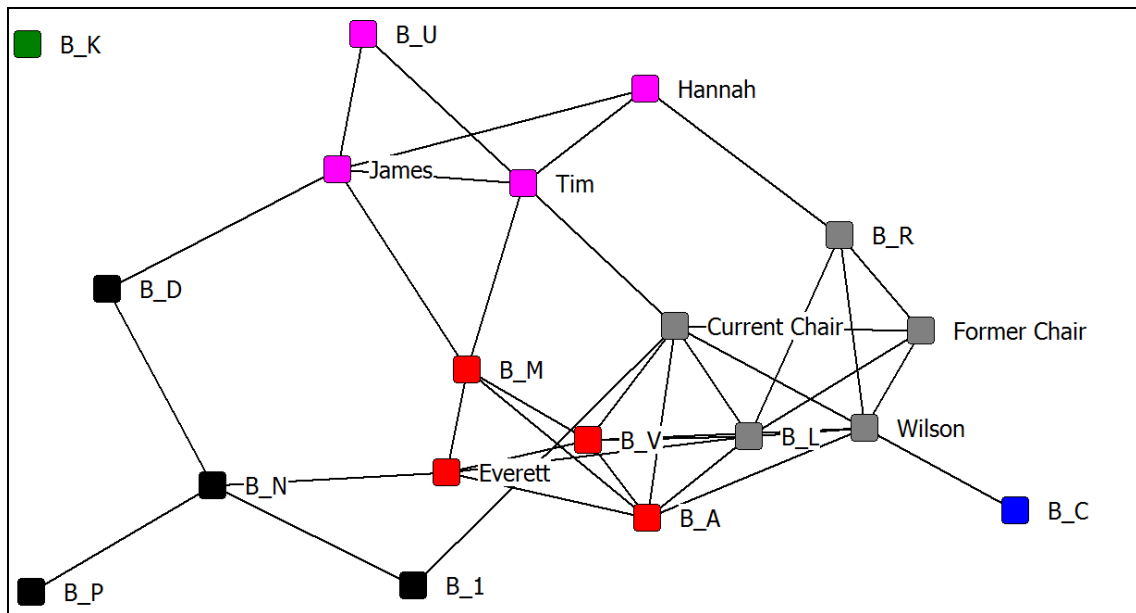 B_K
B_U
Hannah
James
Tim
B_R
B_D
Current Chair
Former Chair
B_M
B_V
B_L
Wilson
Everett
B_N
B_A
B_C
B_P
B_1